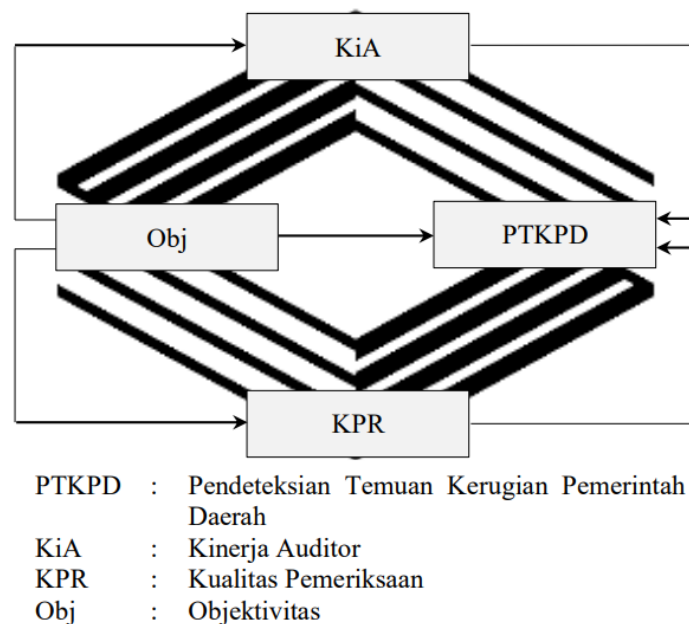 KiA
Obj
PTKPD
KPR
PTKPD : Pendeteksian Temuan Kerugian Pemerintah
Daerah
KiA : Kinerja Auditor
KPR : Kualitas Pemeriksaan
Obj : Objektivitas